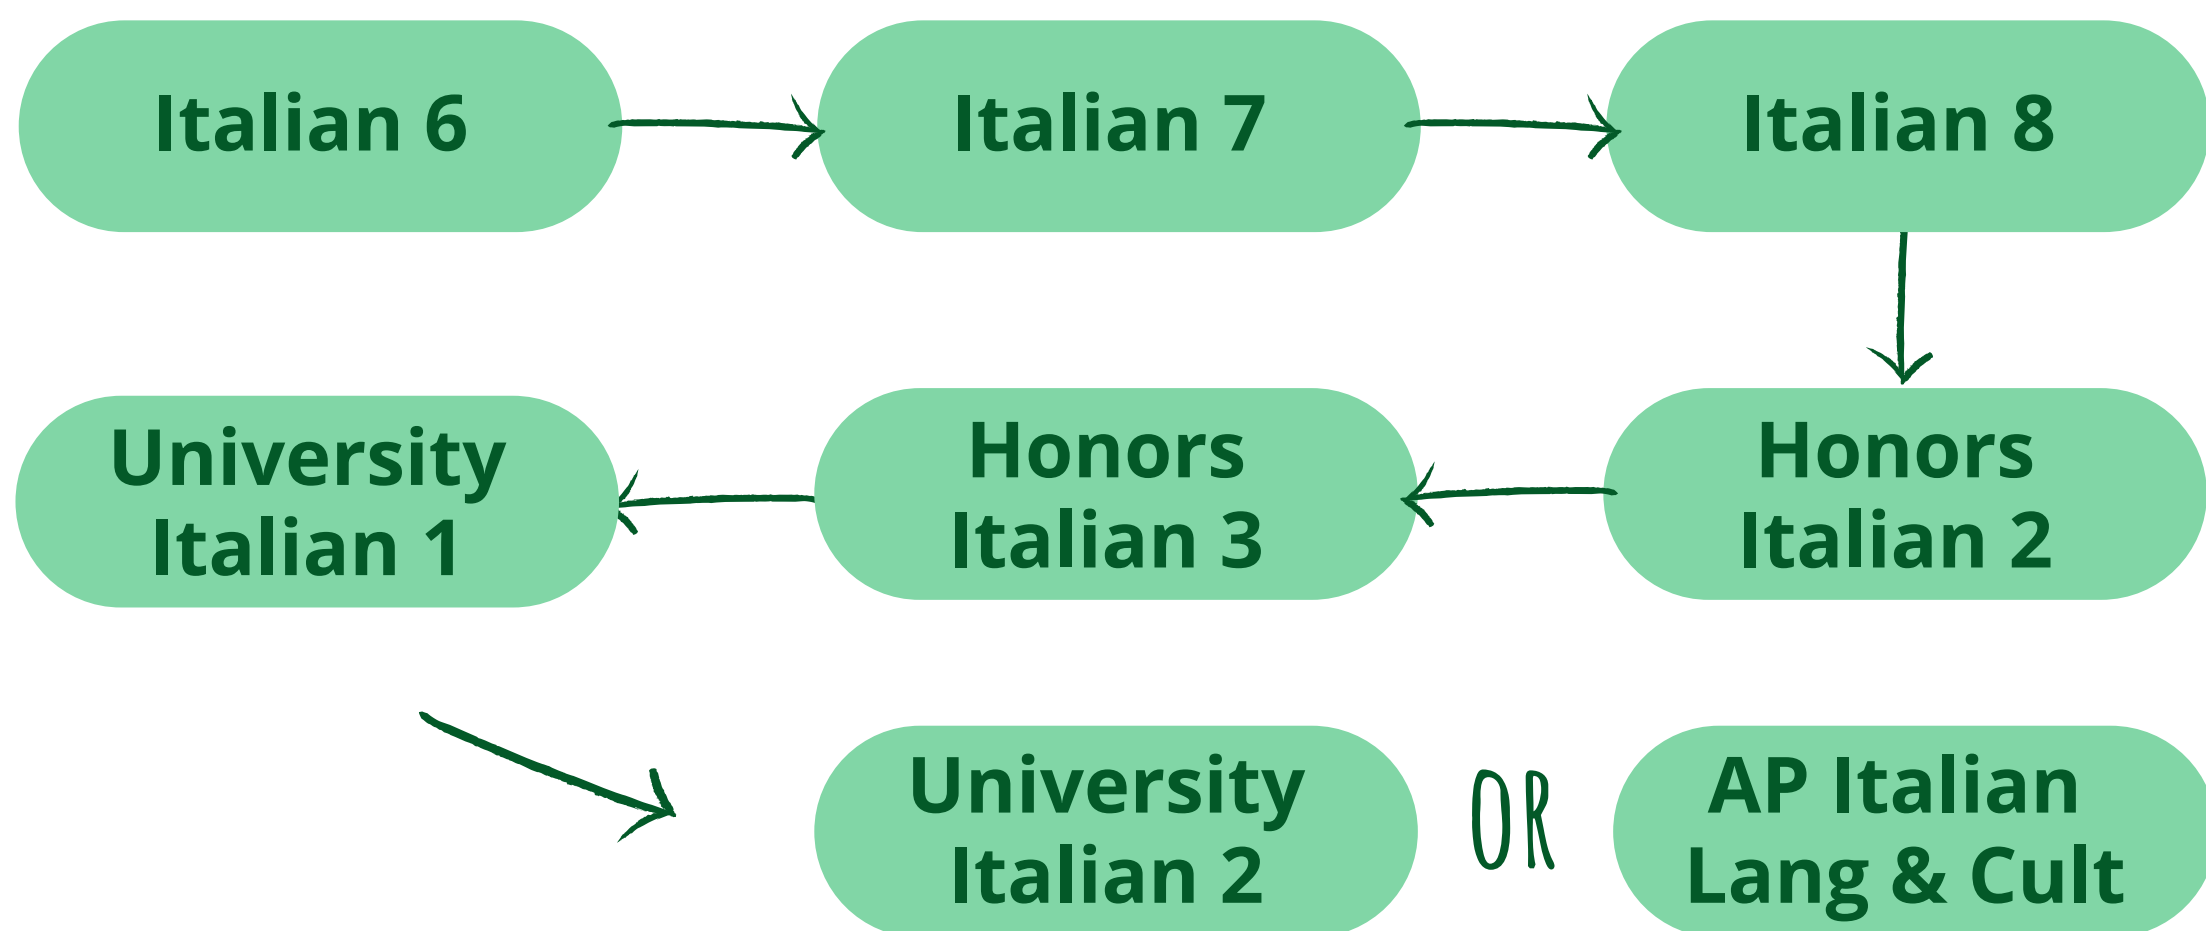 Italian 6
Italian 7
Italian 8
University
Italian 1
Honors
Italian 3
Honors
Italian 2
University
Italian 2
OR
AP Italian
Lang & Cult